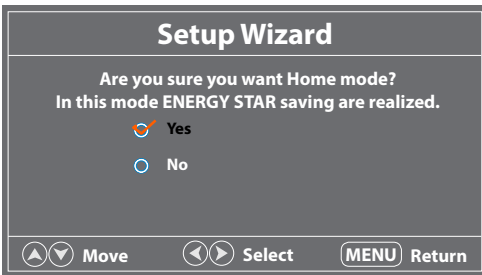 Setup Wizard
Are you sure you want Home mode?
In this mode ENERGY STAR saving are realized.
Yes
No
Move Select MENU Return